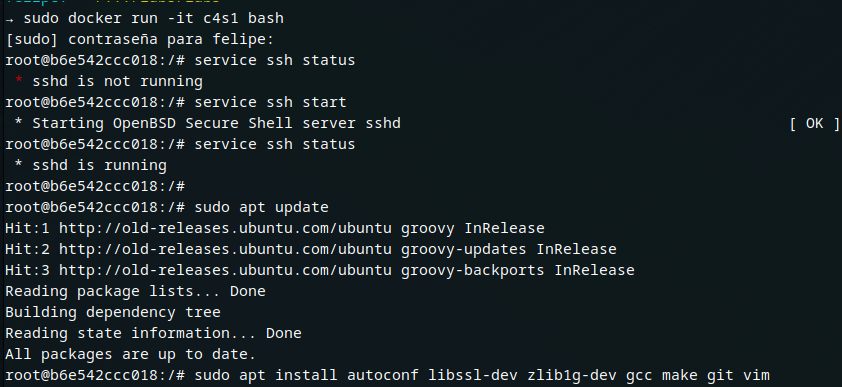 → sudo docker run -it c4s1 bash
[sudo] contraseña para felipe:
root@b6e542ccc018:/# service ssh status
 * sshd is not running
root@b6e542ccc018:/# service ssh start
 * Starting OpenBSD Secure Shell server sshd [ OK ]
root@b6e542ccc018:/# service ssh status
 * sshd is running
root@b6e542ccc018:/#
root@b6e542ccc018:/# sudo apt update
Hit:1 http://old-releases.ubuntu.com/ubuntu groovy InRelease
Hit:2 http://old-releases.ubuntu.com/ubuntu groovy-updates InRelease
Hit:3 http://old-releases.ubuntu.com/ubuntu groovy-backports InRelease
Reading package lists... Done
Building dependency tree
Reading state information... Done
All packages are up to date.
root@b6e542ccc018:/# sudo apt install autoconf libssl-dev zlib1g-dev gcc make git vim